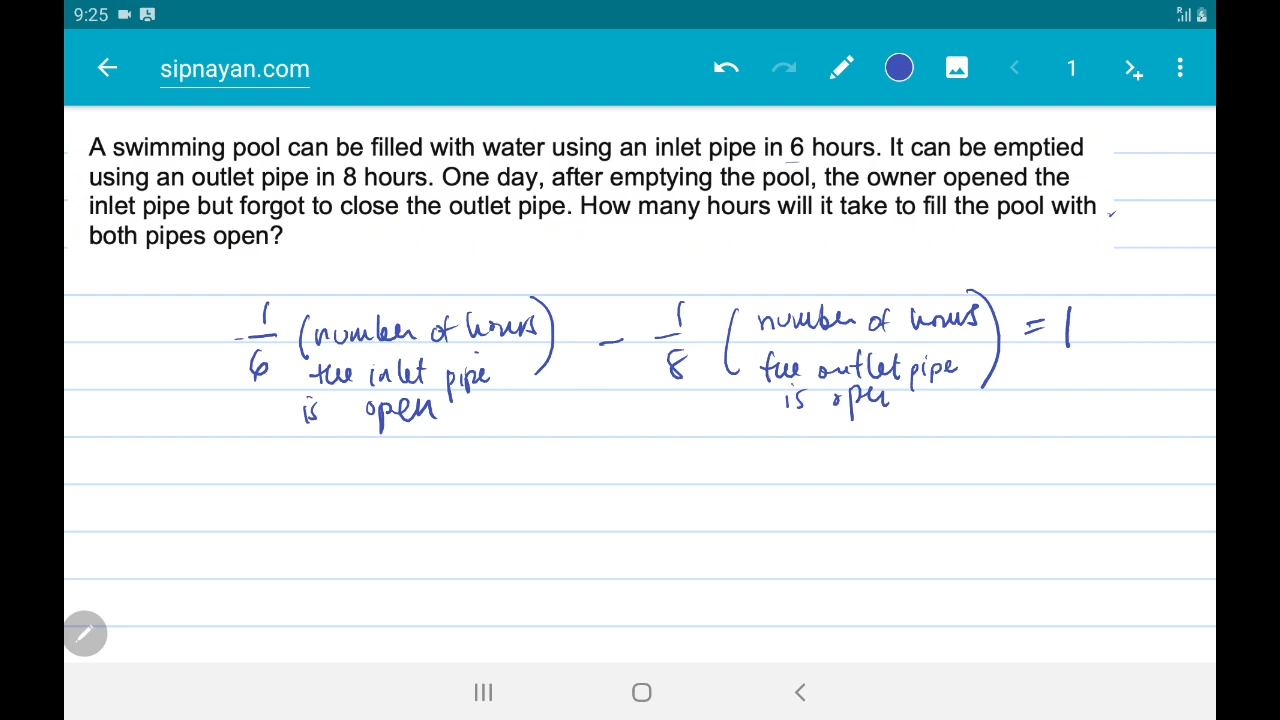 9:25
sipnayan.com
1
A swimming pool can be filled with water using an inlet pipe in 6 hours. It can be emptied
using an outlet pipe in 8 hours. One day, after emptying the pool, the owner opened the
inlet pipe but forgot to close the outlet pipe. How many hours will it take to fill the pool with
both pipes open?
1/6 (number of hours the inlet pipe is open) - 1/8 (number of hours the outlet pipe is open) = 1